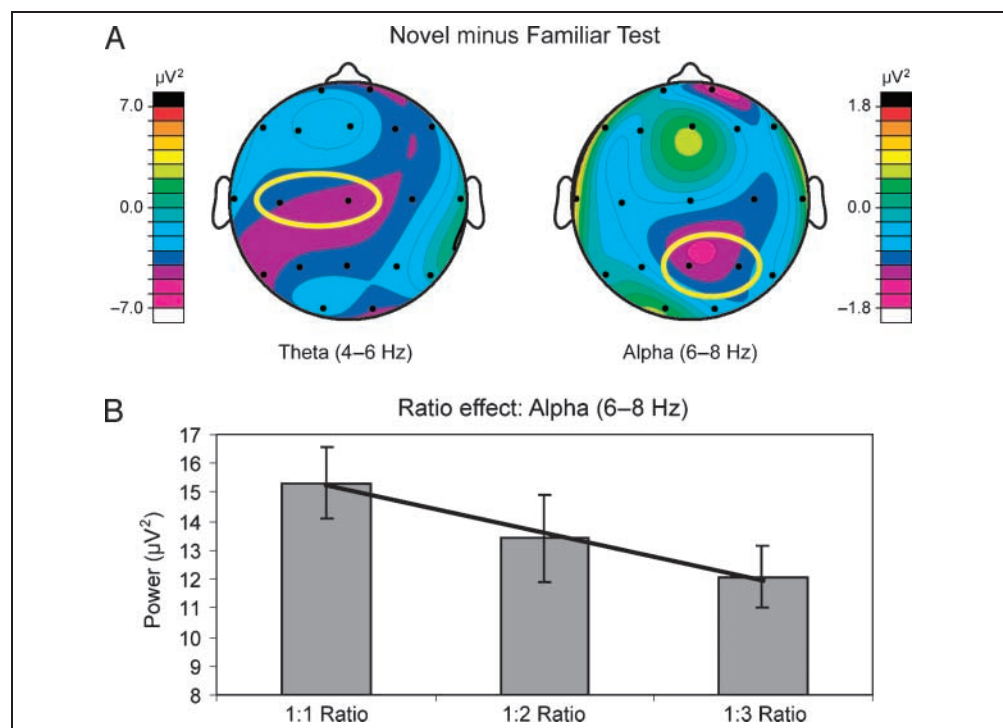 A
Novel minus Familiar Test
μV²
7.0
0.0
−7.0
μV²
1.8
0.0
−1.8
Theta (4–6 Hz)
Alpha (6–8 Hz)
B
Ratio effect: Alpha (6–8 Hz)
Power (μV²)
17
16
15
14
13
12
11
10
9
8
1:1 Ratio
1:2 Ratio
1:3 Ratio